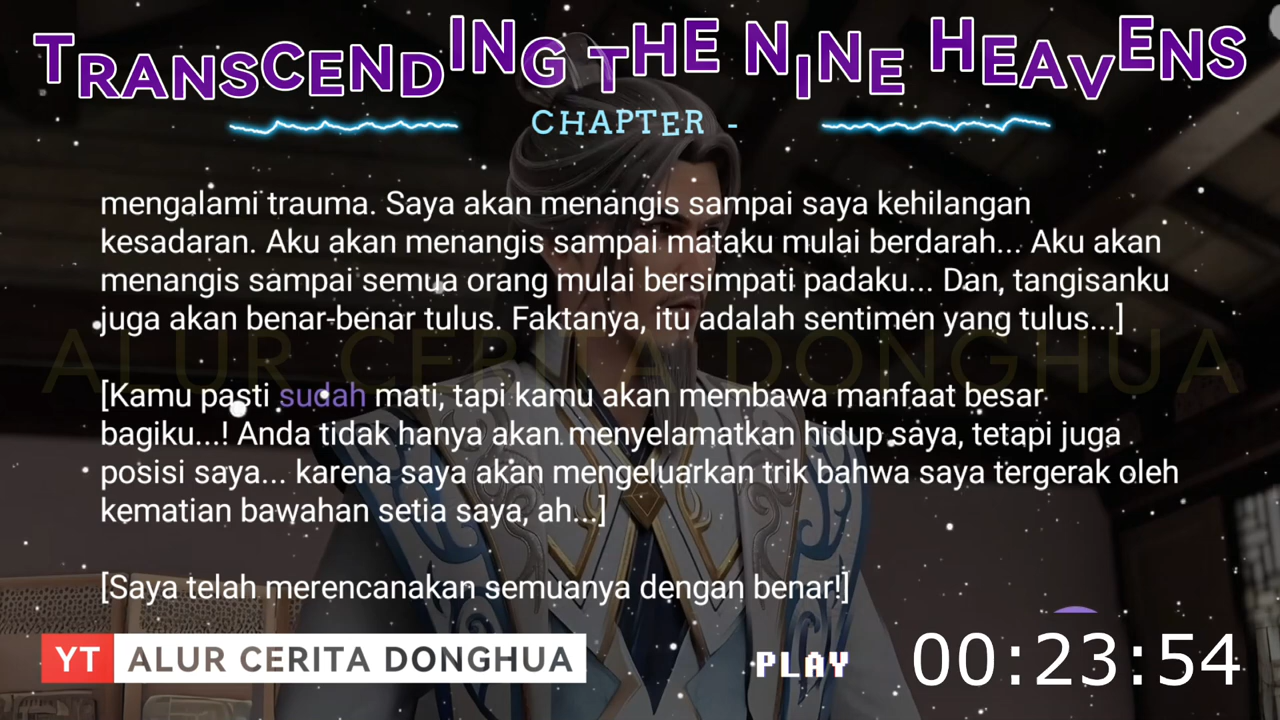 TRANSCENDING THE NINE HEAVENS
CHAPTER -
mengalami trauma. Saya akan menangis sampai saya kehilangan
kesadaran. Aku akan menangis sampai mataku mulai berdarah... Aku akan
menangis sampai semua orang mulai bersimpati padaku... Dan, tangisanku
juga akan benar-benar tulus. Faktanya, itu adalah sentimen yang tulus...]
ALUR CERITA DONGHUA
[Kamu pasti sudah mati, tapi kamu akan membawa manfaat besar
bagiku...! Anda tidak hanya akan menyelamatkan hidup saya, tetapi juga
posisi saya... karena saya akan mengeluarkan trik bahwa saya tergerak oleh
kematian bawahan setia saya, ah...]
[Saya telah merencanakan semuanya dengan benar!]
YT ALUR CERITA DONGHUA
PLAY
00:23:54